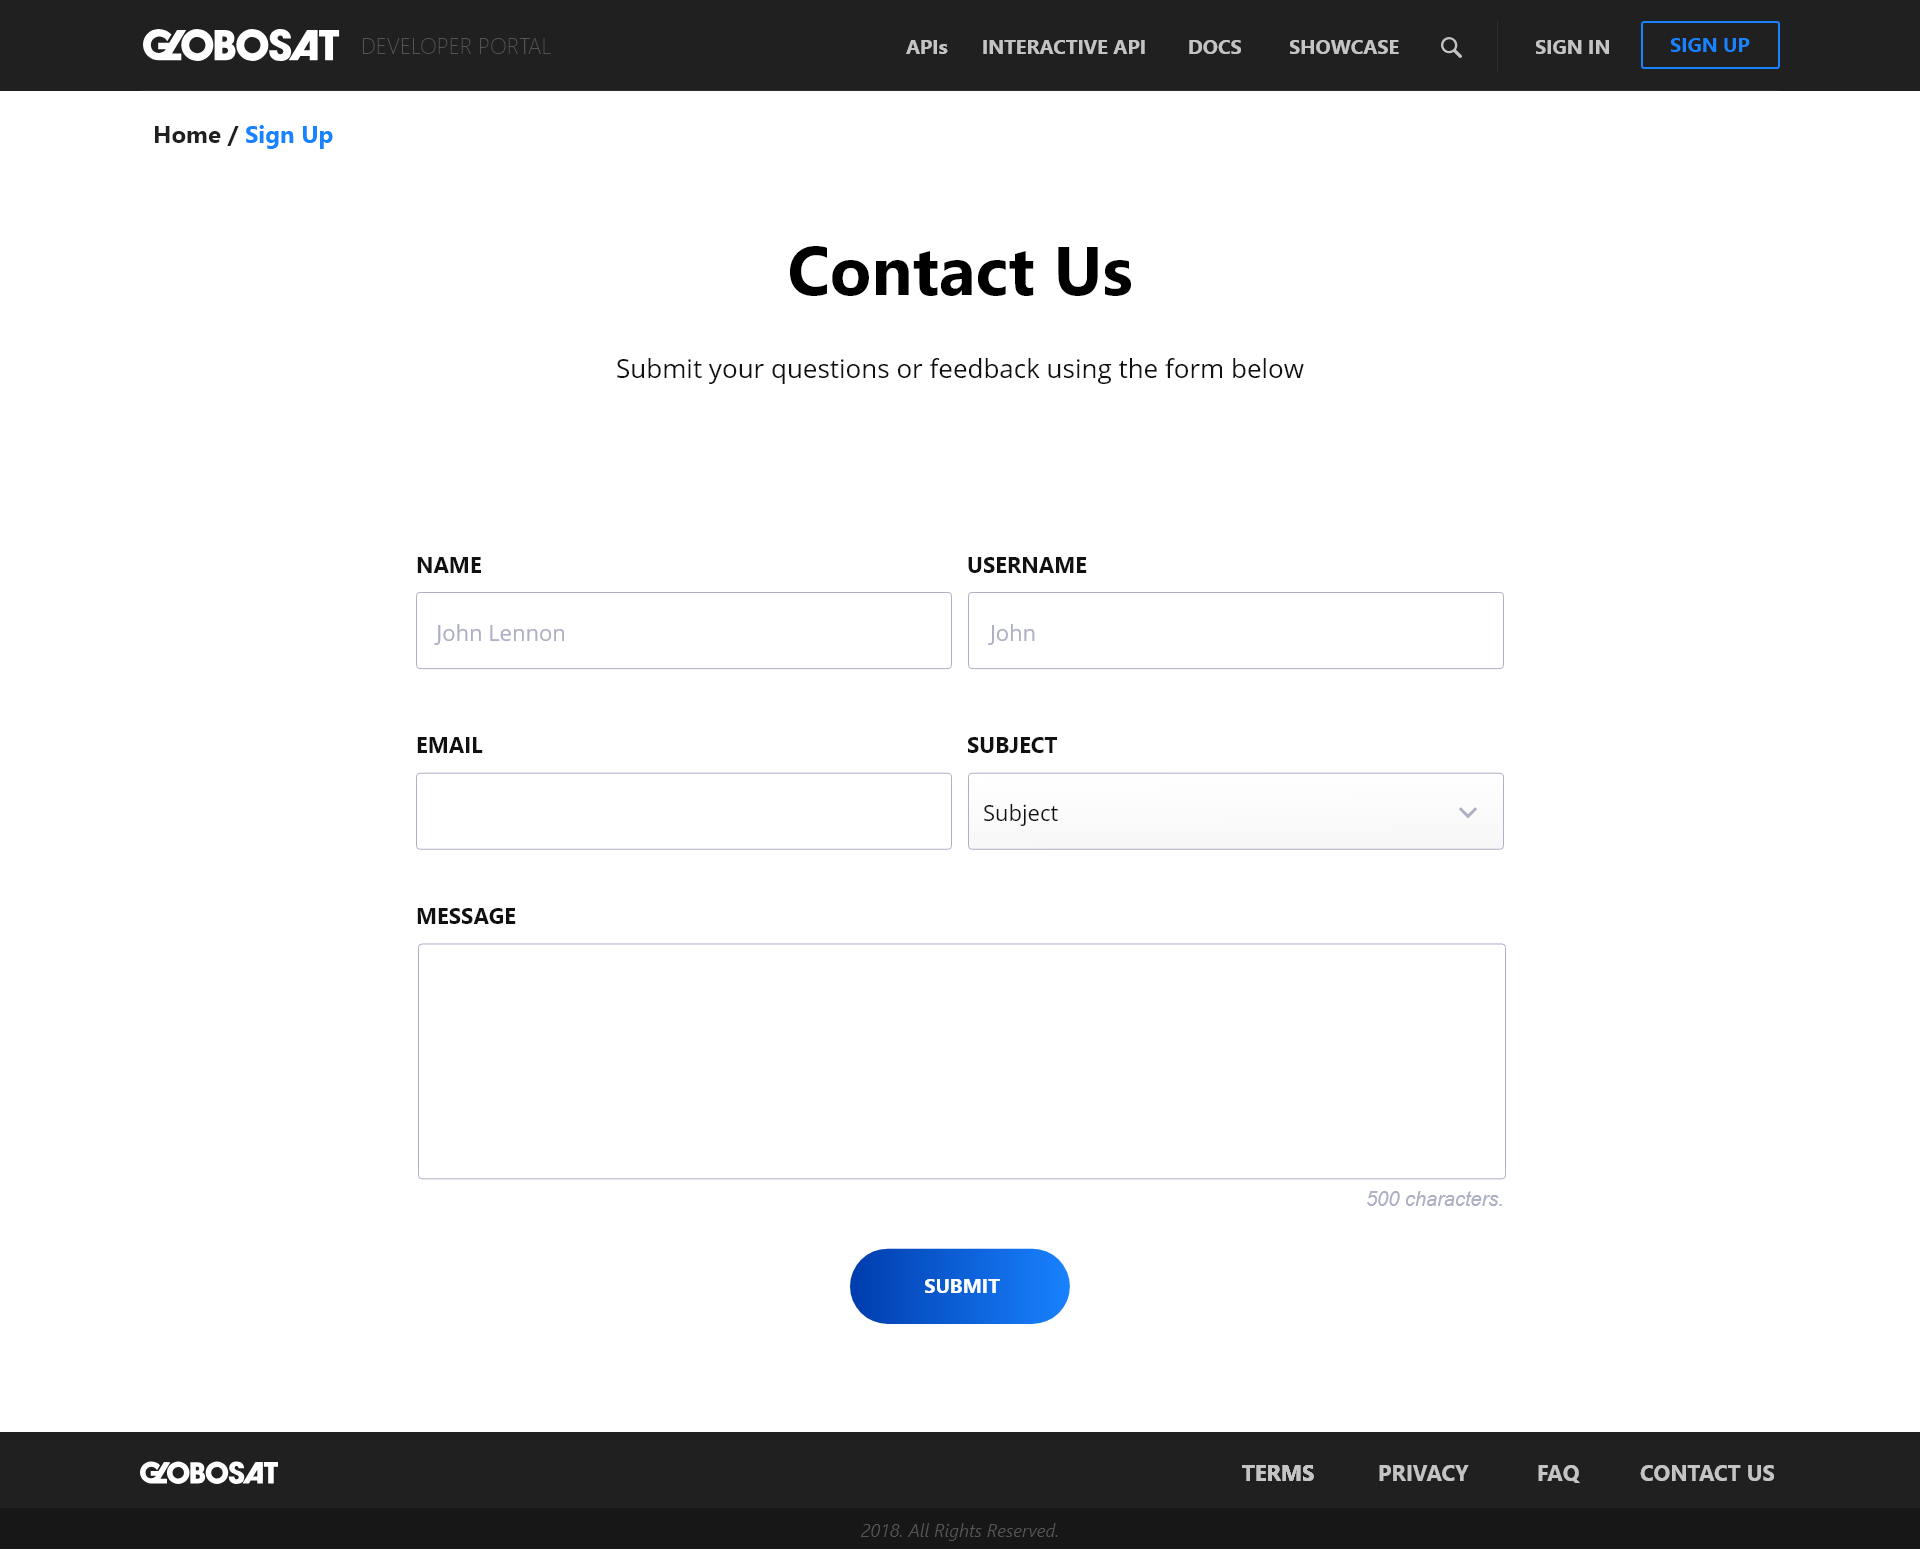 GLOBOSAT DEVELOPER PORTAL APIs INTERACTIVE API DOCS SHOWCASE SIGN IN SIGN UP
Home / Sign Up
Contact Us
Submit your questions or feedback using the form below
NAME USERNAME
John Lennon John
EMAIL SUBJECT
Subject
MESSAGE
500 characters.
SUBMIT
GLOBOSAT TERMS PRIVACY FAQ CONTACT US
2018. All Rights Reserved.